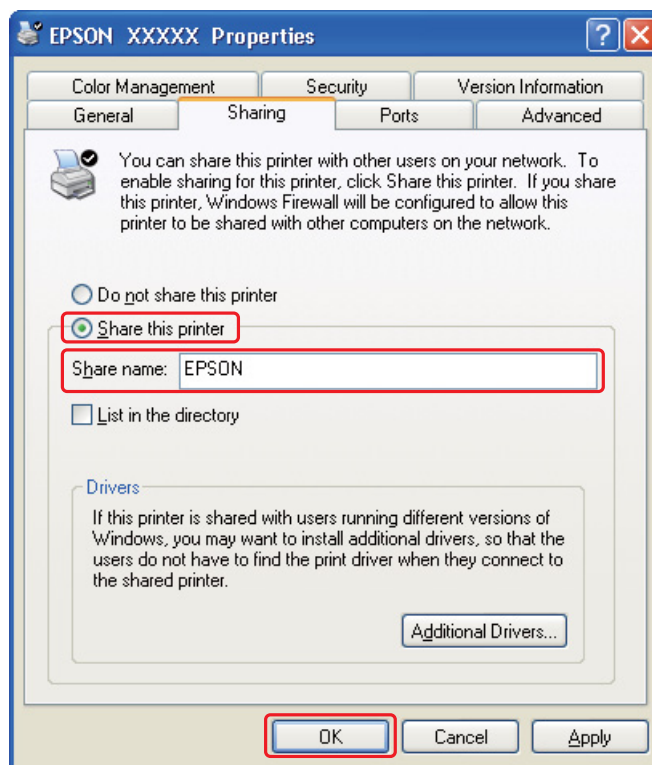 EPSON XXXXX Properties
Color Management Security Version Information
General Sharing Ports Advanced
You can share this printer with other users on your network. To
enable sharing for this printer, click Share this printer. If you share
this printer, Windows Firewall will be configured to allow this
printer to be shared with other computers on the network.
Do not share this printer
Share this printer
Share name: EPSON
List in the directory
Drivers
If this printer is shared with users running different versions of
Windows, you may want to install additional drivers, so that the
users do not have to find the print driver when they connect to
the shared printer.
Additional Drivers...
OK Cancel Apply